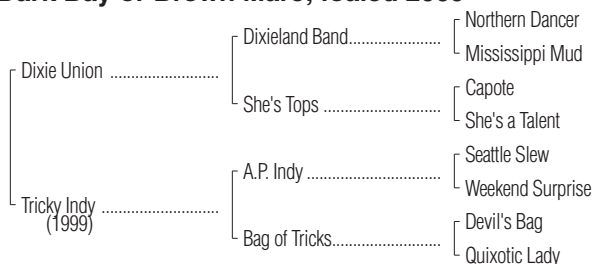 Dark Bay or Brown Mare; foaled
Northern Dancer
Dixieland Band......................
Mississippi Mud
Dixie Union ..........................
Capote
She's Tops ............................
She's a Talent
Seattle Slew
A.P. Indy ................................
Weekend Surprise
Tricky Indy ............................
(1999)
Devil's Bag
Bag of Tricks..........................
Quixotic Lady